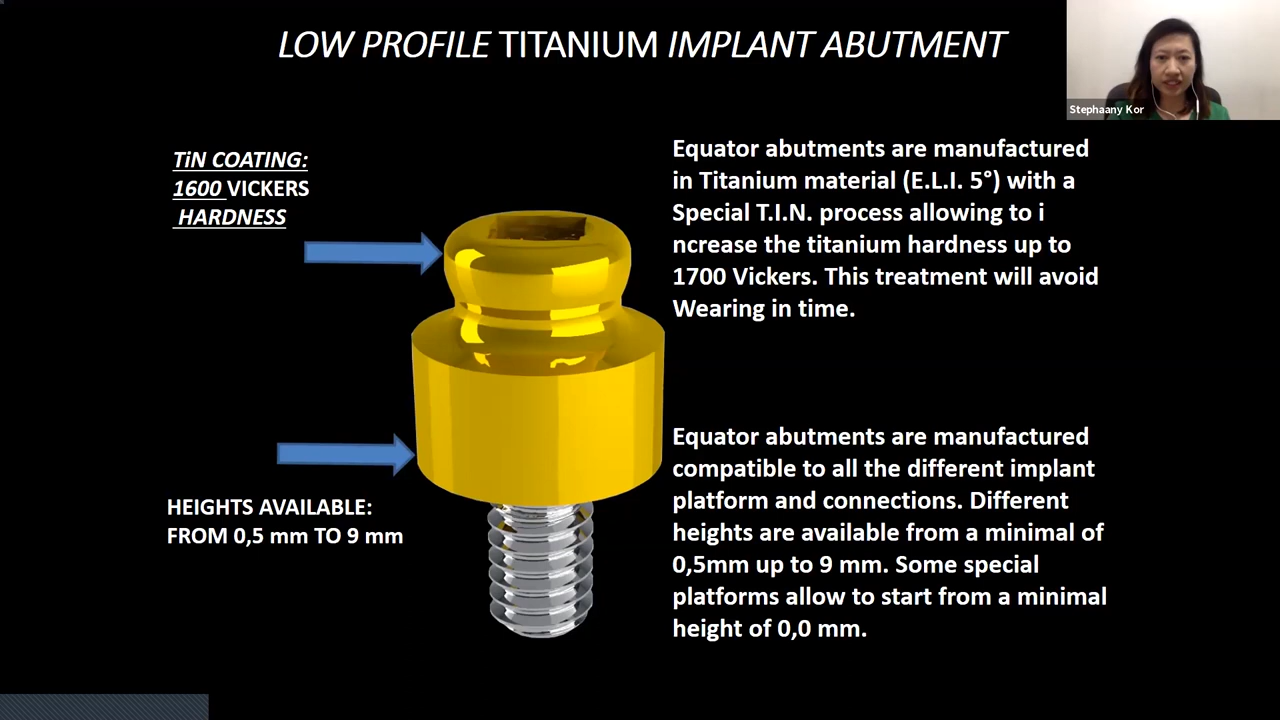 LOW PROFILE TITANIUM IMPLANT ABUTMENT
Stephaany Kor
TiN COATING:
1600 VICKERS
HARDNESS
Equator abutments are manufactured
in Titanium material (E.L.I. 5°) with a
Special T.I.N. process allowing to i
ncrease the titanium hardness up to
1700 Vickers. This treatment will avoid
Wearing in time.
HEIGHTS AVAILABLE:
FROM 0,5 mm TO 9 mm
Equator abutments are manufactured
compatible to all the different implant
platform and connections. Different
heights are available from a minimal of
0,5mm up to 9 mm. Some special
platforms allow to start from a minimal
height of 0,0 mm.